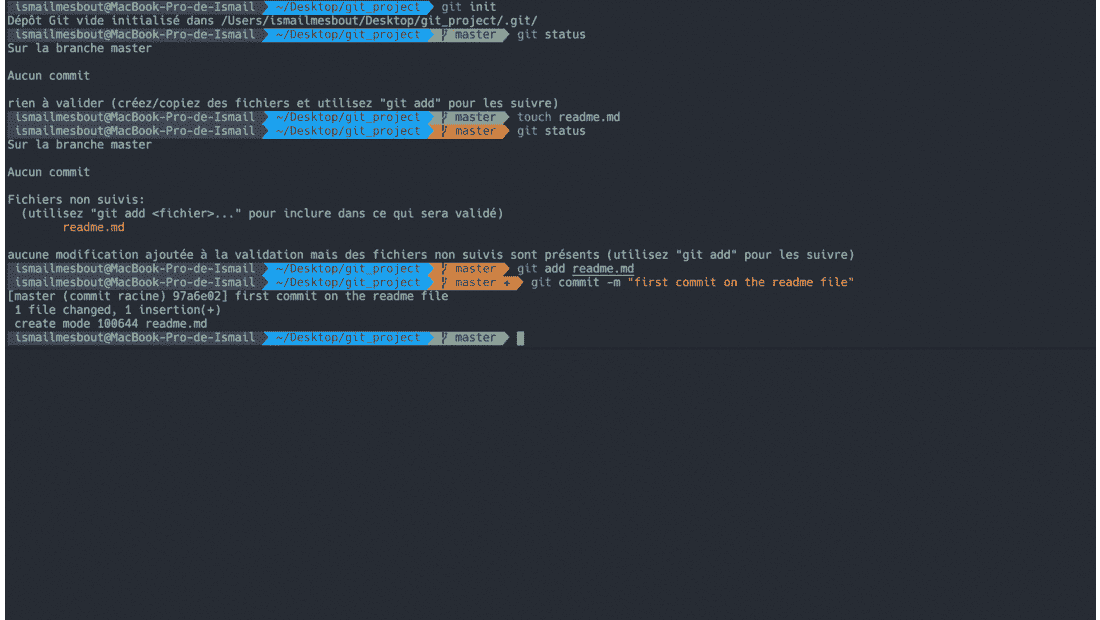 ismailmesbout@MacBook-Pro-de-Ismail ~/Desktop/git_project git init
Dépôt Git vide initialisé dans /Users/ismailmesbout/Desktop/git_project/.git/
ismailmesbout@MacBook-Pro-de-Ismail ~/Desktop/git_project master git status
Sur la branche master
Aucun commit
rien à valider (créez/copiez des fichiers et utilisez "git add" pour les suivre)
ismailmesbout@MacBook-Pro-de-Ismail ~/Desktop/git_project master touch readme.md
ismailmesbout@MacBook-Pro-de-Ismail ~/Desktop/git_project master git status
Sur la branche master
Aucun commit
Fichiers non suivis:
(utilisez "git add <fichier>..." pour inclure dans ce qui sera validé)
readme.md
aucune modification ajoutée à la validation mais des fichiers non suivis sont présents (utilisez "git add" pour les suivre)
ismailmesbout@MacBook-Pro-de-Ismail ~/Desktop/git_project master git add readme.md
ismailmesbout@MacBook-Pro-de-Ismail ~/Desktop/git_project master + git commit -m "first commit on the readme file"
[master (commit racine) 97a6e02] first commit on the readme file
1 file changed, 1 insertion(+)
create mode 100644 readme.md
ismailmesbout@MacBook-Pro-de-Ismail ~/Desktop/git_project master